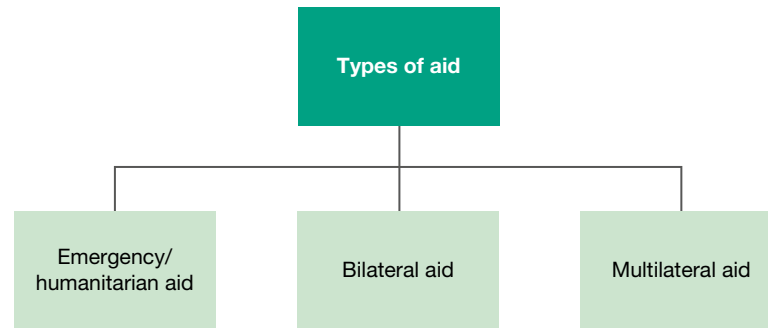 Types of aid
Emergency/
humanitarian aid
Bilateral aid
Multilateral aid